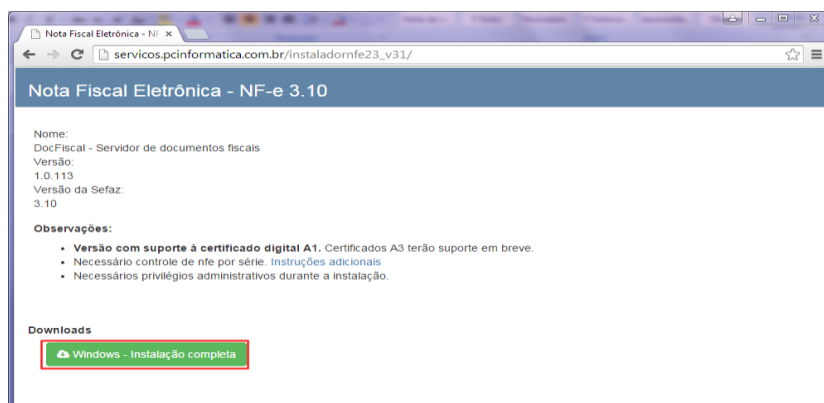 Nota Fiscal Eletrônica - NF
servicos.pcinformatica.com.br/instaladornfe23_v31/
Nota Fiscal Eletrônica - NF-e 3.10
Nome:
DocFiscal - Servidor de documentos fiscais
Versão:
1.0.113
Versão da Sefaz:
3.10
Observações:
Versão com suporte à certificado digital A1. Certificados A3 terão suporte em breve.
Necessário controle de nfe por série. Instruções adicionais
Necessários privilégios administrativos durante a instalação.
Downloads
Windows - Instalação completa